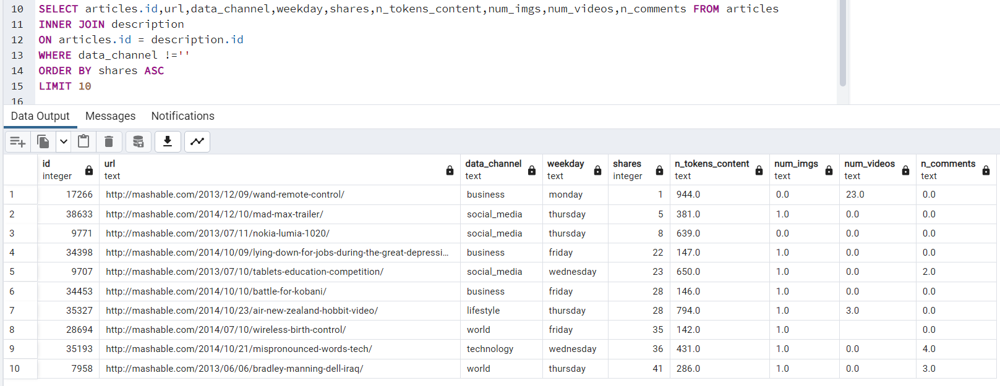 10 SELECT articles.id,url,data_channel,weekday,shares,n_tokens_content,num_imgs,num_videos,n_comments FROM articles
11 INNER JOIN description
12 ON articles.id = description.id
13 WHERE data_channel !=''
14 ORDER BY shares ASC
15 LIMIT 10
16
Data Output Messages Notifications
id url data_channel weekday shares n_tokens_content num_imgs num_videos n_comments
integer text text text integer text text text text
1 17266 http://mashable.com/2013/12/09/wand-remote-control/ business monday 1 944.0 0.0 23.0 0.0
2 38633 http://mashable.com/2014/12/10/mad-max-trailer/ social_media thursday 5 381.0 1.0 0.0 0.0
3 9771 http://mashable.com/2013/07/11/nokia-lumia-1020/ social_media thursday 8 639.0 0.0 0.0 0.0
4 34398 http://mashable.com/2014/10/09/lying-down-for-jobs-during-the-great-depressi... business friday 22 147.0 1.0 0.0 0.0
5 9707 http://mashable.com/2013/07/10/tablets-education-competition/ social_media wednesday 23 650.0 1.0 0.0 2.0
6 34453 http://mashable.com/2014/10/10/battle-for-kobani/ business friday 28 146.0 1.0 0.0 0.0
7 35327 http://mashable.com/2014/10/23/air-new-zealand-hobbit-video/ lifestyle thursday 28 794.0 1.0 3.0 0.0
8 28694 http://mashable.com/2014/07/10/wireless-birth-control/ world friday 35 142.0 1.0 0.0
9 35193 http://mashable.com/2014/10/21/mispronounced-words-tech/ technology wednesday 36 431.0 1.0 0.0 4.0
10 7958 http://mashable.com/2013/06/06/bradley-manning-dell-iraq/ world thursday 41 286.0 1.0 0.0 3.0